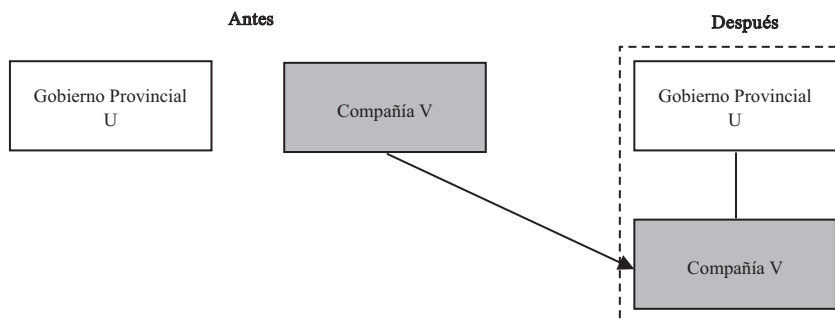 Antes
Después
Gobierno Provincial
U
Compañía V
Gobierno Provincial
U
Compañía V